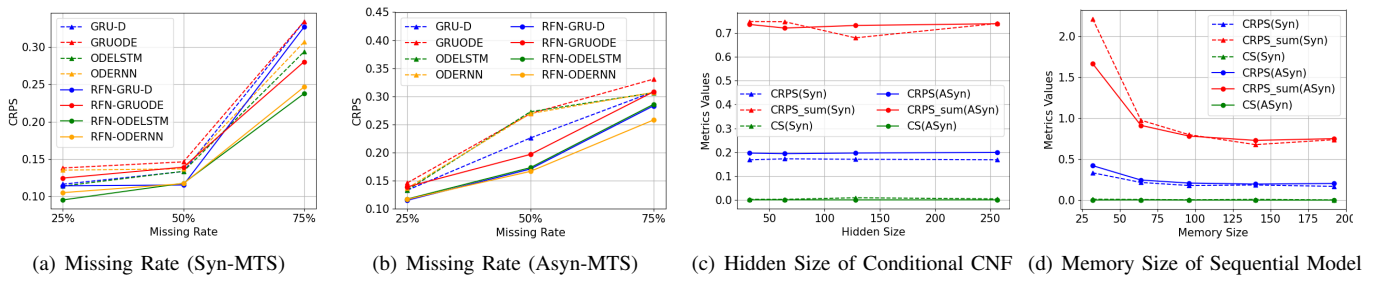 CRPS
0.30
0.25
0.20
0.15
0.10
GRU-D
GRUODE
ODELSTM
ODERNN
RFN-GRU-D
RFN-GRUODE
RFN-ODELSTM
RFN-ODERNN
25% 50% 75%
Missing Rate
(a) Missing Rate (Syn-MTS)
CRPS
0.45
0.40
0.35
0.30
0.25
0.20
0.15
0.10
GRU-D RFN-GRU-D
GRUODE RFN-GRUODE
ODELSTM RFN-ODELSTM
ODERNN RFN-ODERNN
25% 50% 75%
Missing Rate
(b) Missing Rate (Asyn-MTS)
Metrics Values
0.7
0.6
0.5
0.4
0.3
0.2
0.1
0.0
CRPS(Syn) CRPS(ASyn)
CRPS_sum(Syn) CRPS_sum(ASyn)
CS(Syn) CS(ASyn)
50 100 150 200 250
Hidden Size
(c) Hidden Size of Conditional CNF
Metrics Values
2.0
1.5
1.0
0.5
0.0
CRPS(Syn)
CRPS_sum(Syn)
CS(Syn)
CRPS(ASyn)
CRPS_sum(ASyn)
CS(ASyn)
25 50 75 100 125 150 175 200
Memory Size
(d) Memory Size of Sequential Model